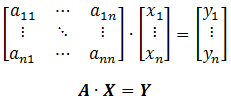 [a₁₁ ⋯ a₁ₙ] [x₁] [y₁]
[⋮ ⋱ ⋮] · [⋮] = [⋮]
[aₙ₁ ⋯ aₙₙ] [xₙ] [yₙ]
A · X = Y